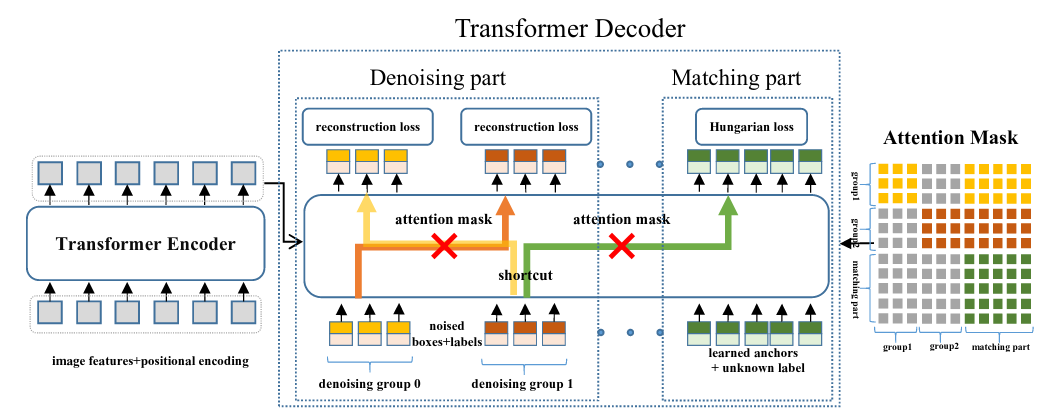 Transformer Decoder
Denoising part
Matching part
reconstruction loss
reconstruction loss
Hungarian loss
Attention Mask
attention mask
attention mask
shortcut
Transformer Encoder
noised
boxes+labels
learned anchors
+ unknown label
denoising group 0
denoising group 1
image features+positional encoding
group1
group2
matching part
group1
group2
matching part